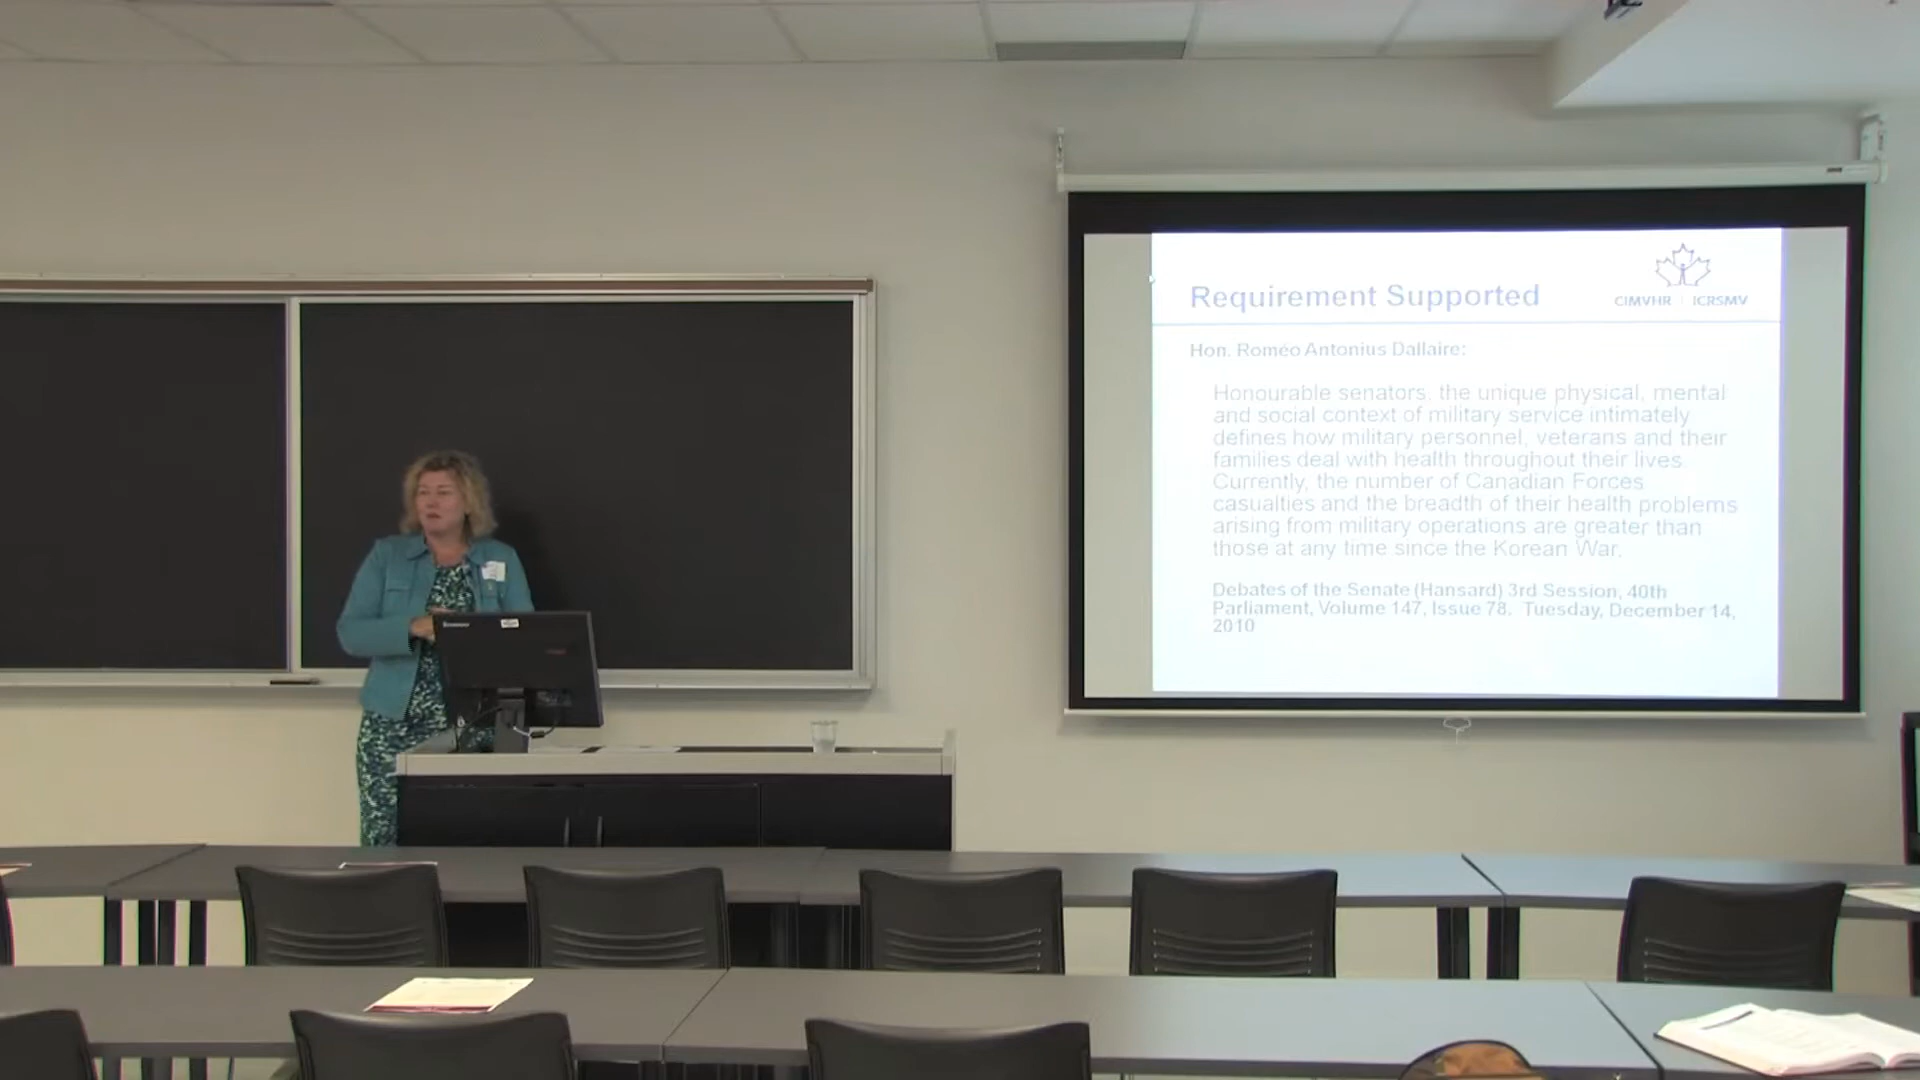 Requirement Supported
CIMVHR | ICRSMV
Hon. Roméo Antonius Dallaire:
Honourable senators, the unique physical, mental
and social context of military service intimately
defines how military personnel, veterans and their
families deal with health throughout their lives.
Currently, the number of Canadian Forces
casualties and the breadth of their health problems
arising from military operations are greater than
those at any time since the Korean War.
Debates of the Senate (Hansard) 3rd Session, 40th
Parliament, Volume 147, Issue 78. Tuesday, December 14,
2010